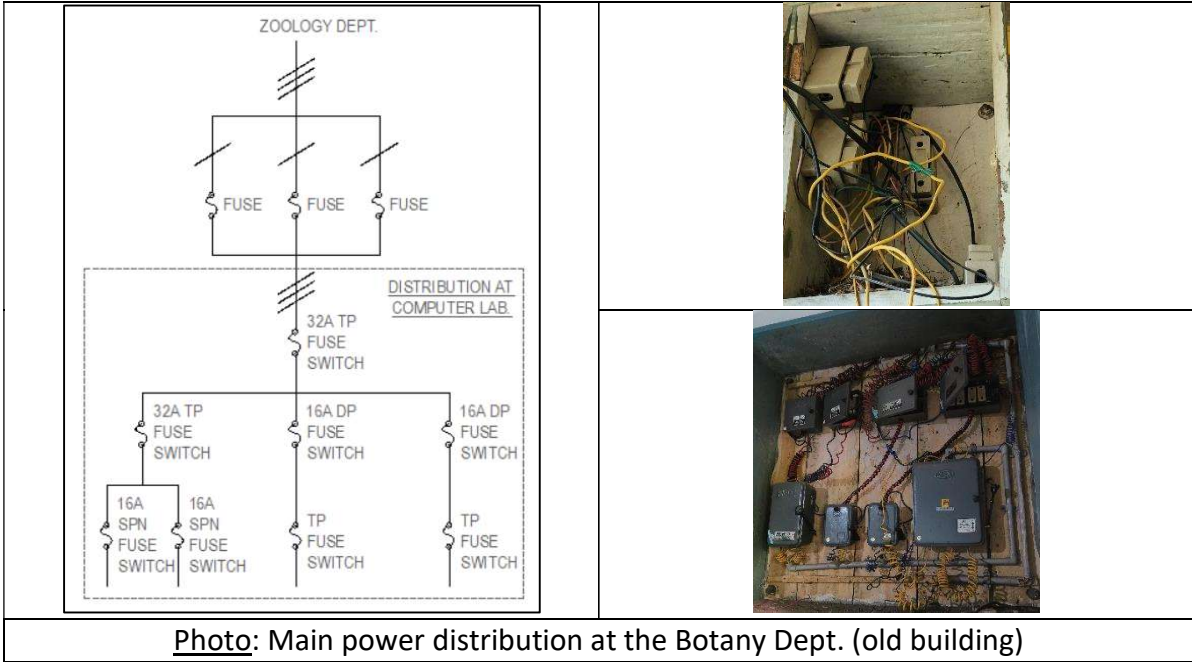 ZOOLOGY DEPT.
FUSE
FUSE
FUSE
DISTRIBUTION AT
COMPUTER LAB.
32A TP
FUSE
SWITCH
32A TP
FUSE
SWITCH
16A DP
FUSE
SWITCH
16A DP
FUSE
SWITCH
16A
SPN
FUSE
SWITCH
16A
SPN
FUSE
SWITCH
TP
FUSE
SWITCH
TP
FUSE
SWITCH
Photo: Main power distribution at the Botany Dept. (old building)